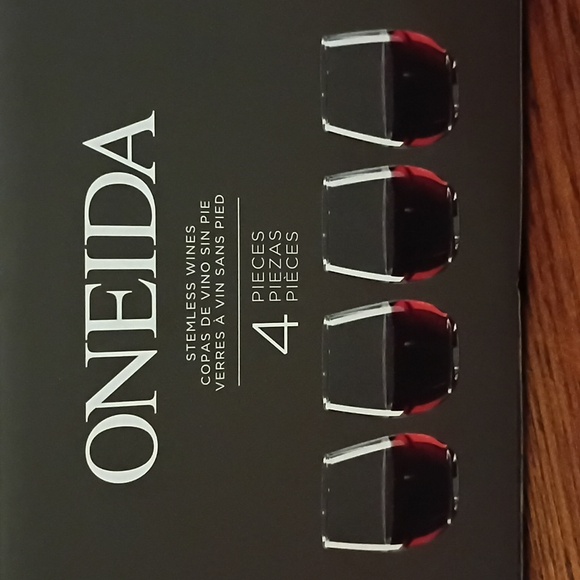 ONEIDA
STEMLESS WINES
COPAS DE VINO SIN PIE
VERRES À VIN SANS PIED
4
PIECES
PIEZAS
PIÈCES